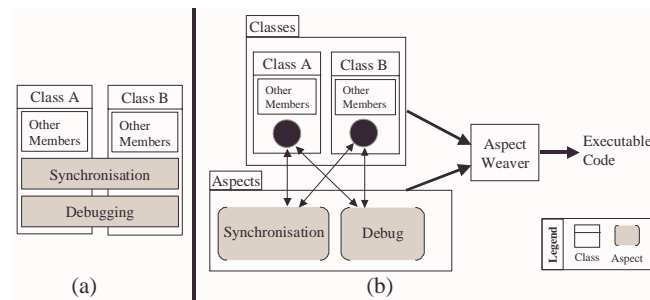 Class A
Class B
Other
Members
Other
Members
Synchronisation
Debugging
(a)
Classes
Class A
Class B
Other
Members
Other
Members
Aspects
Synchronisation
Debug
Aspect
Weaver
Executable
Code
Legend
Class
Aspect
(b)